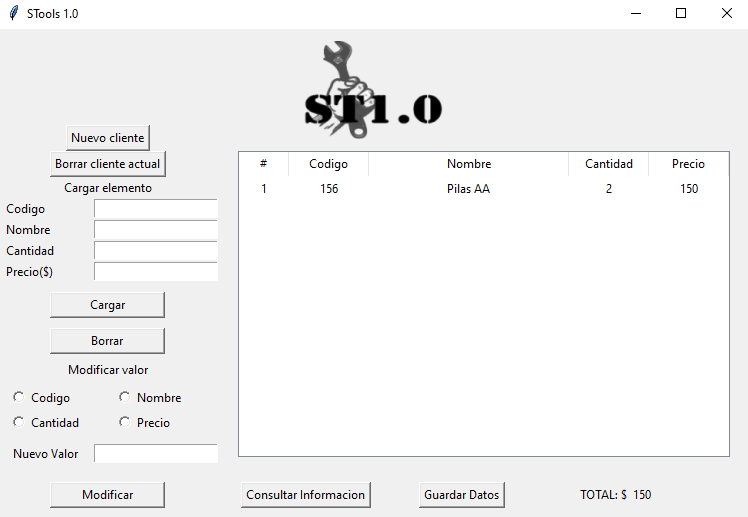 STools 1.0
ST1.0
Nuevo cliente
Borrar cliente actual
Cargar elemento
Codigo
Nombre
Cantidad
Precio($)
Cargar
Borrar
Modificar valor
Codigo Nombre
Cantidad Precio
Nuevo Valor
Modificar
# Codigo Nombre Cantidad Precio
1 156 Pilas AA 2 150
Consultar Informacion Guardar Datos TOTAL: $ 150